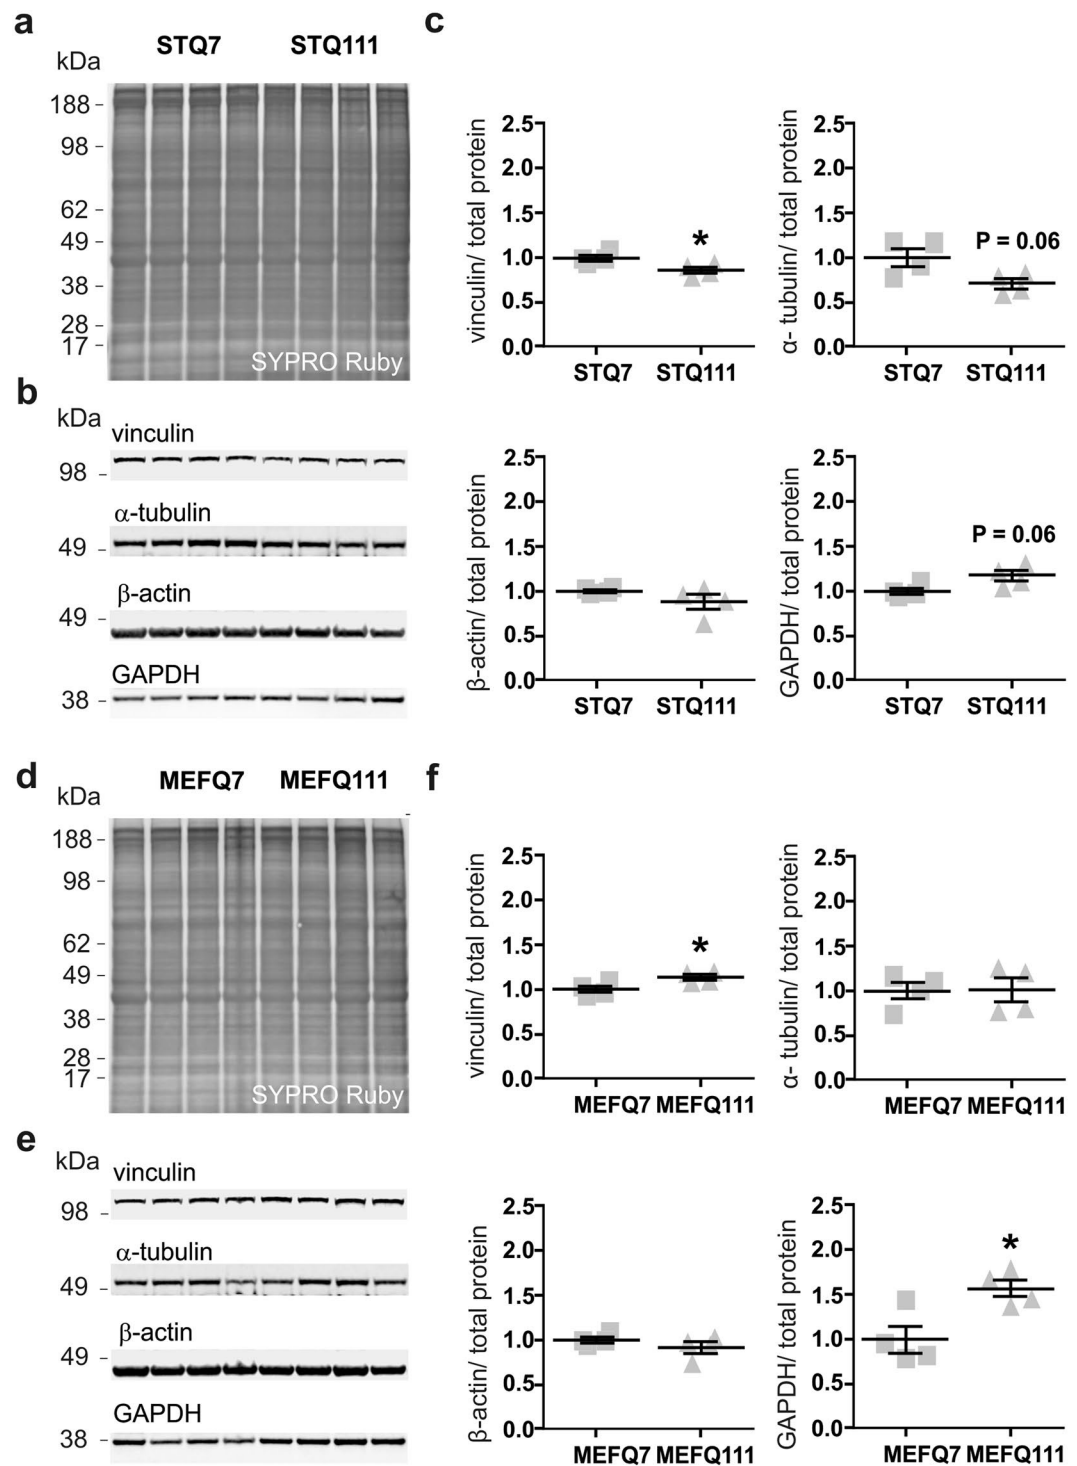 a
STQ7 STQ111
kDa
188
98
62
49
38
28
17
SYPRO Ruby
b
kDa
vinculin
98
α-tubulin
49
β-actin
49
GAPDH
38
c
vinculin/ total protein
2.5
2.0
1.5
1.0
0.5
0.0
*
STQ7 STQ111
α- tubulin/ total protein
2.5
2.0
1.5
1.0
0.5
0.0
P = 0.06
STQ7 STQ111
β-actin/ total protein
2.5
2.0
1.5
1.0
0.5
0.0
STQ7 STQ111
GAPDH/ total protein
2.5
2.0
1.5
1.0
0.5
0.0
P = 0.06
STQ7 STQ111
d
MEFQ7 MEFQ111
kDa
188
98
62
49
38
28
17
SYPRO Ruby
e
kDa
vinculin
98
α-tubulin
49
β-actin
49
GAPDH
38
f
vinculin/ total protein
2.5
2.0
1.5
1.0
0.5
0.0
*
MEFQ7 MEFQ111
α- tubulin/ total protein
2.5
2.0
1.5
1.0
0.5
0.0
MEFQ7 MEFQ111
β-actin/ total protein
2.5
2.0
1.5
1.0
0.5
0.0
MEFQ7 MEFQ111
GAPDH/ total protein
2.5
2.0
1.5
1.0
0.5
0.0
*
MEFQ7 MEFQ111